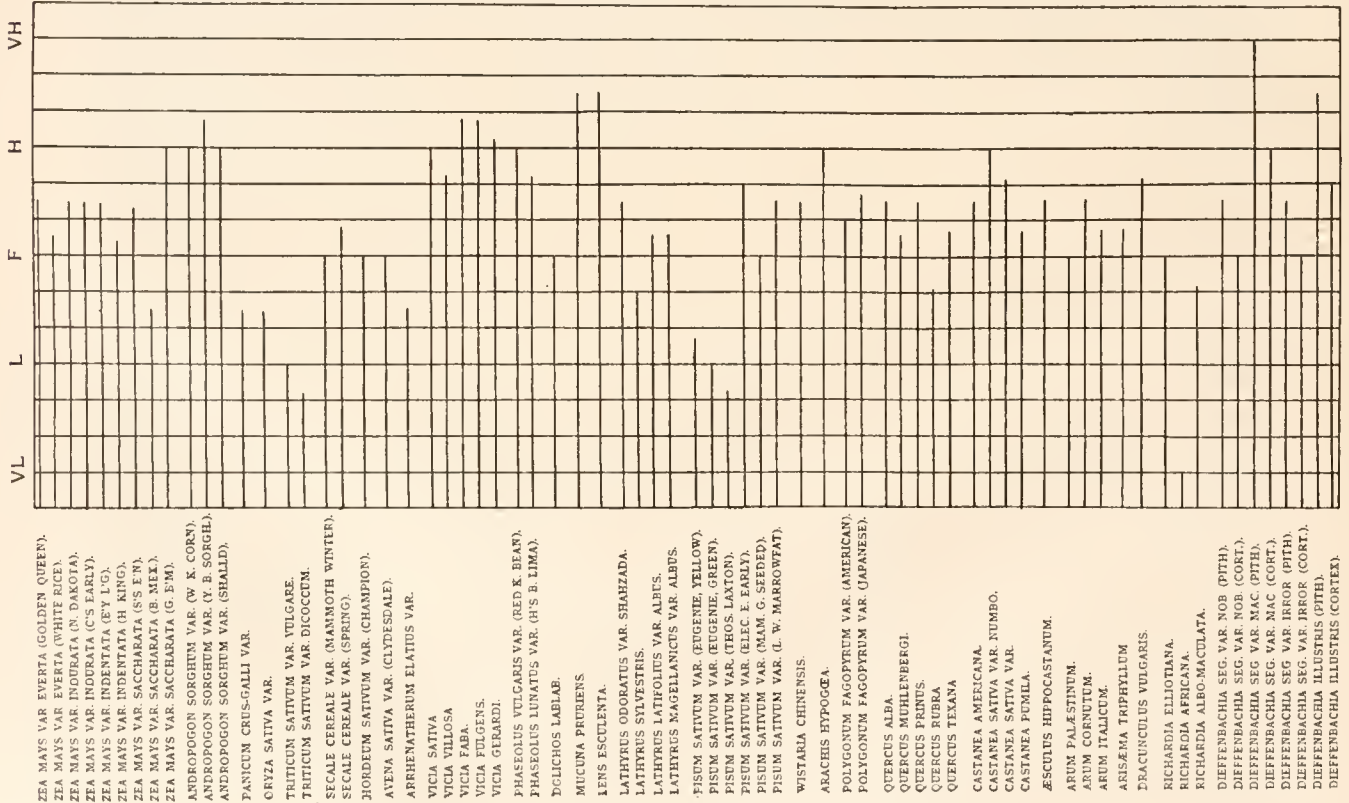 VH
H
F
L
VL
ZEA MAYS VAR EVERTA (GOLDEN QUEEN).
ZEA MAYS VAR EVERTA (WHITE RICE).
ZEA MAYS VAR. INDURATA (N. DAKOTA).
ZEA MAYS VAR. INDURATA (C'S EARLY).
ZEA MAYS VAR. INDENTATA (E'Y L'G).
ZEA MAYS VAR. INDENTATA (H KING).
ZEA MAYS VAR. SACCHARATA (S'S E'N).
ZEA MAYS VAR. SACCHARATA (B. MEX.).
ZEA MAYS VAR. SACCHARATA (G. E'M).
ANDROPOGON SORGHUM VAR. (W K. CORN).
ANDROPOGON SORGHUM VAR. (Y. B. SORGH.).
ANDROPOGON SORGHUM VAR. (SHALLD).
PANICUM CRUS-GALLI VAR.
ORYZA SATIVA VAR.
TRITICUM SATIVUM VAR. VULGARE.
TRITICUM SATIVUM VAR. DICOCCUM.
SECALE CEREALE VAR. (MAMMOTH WINTER).
SECALE CEREALE VAR. (SPRING).
HORDEUM SATIVUM VAR. (CHAMPION).
AVENA SATIVA VAR. (CLYDESDALE).
ARRHENATHERUM ELATIUS VAR.
VICIA SATIVA
VICIA VILLOSA
VICIA FABA.
VICIA FULGENS.
VICIA GERARDI.
PHASEOLUS VULGARIS VAR. (RED K. BEAN).
PHASEOLUS LUNATUS VAR. (H'S B. LIMA).
DOLICHOS LABLAB.
MUCUNA PRURIENS.
LENS ESCULENTA.
LATHYRUS ODORATUS VAR. SHAHZADA.
LATHYRUS SYLVESTRIS.
LATHYRUS LATIFOLIUS VAR. ALBUS.
LATHYRUS MAGELLANICUS VAR. ALBUS.
PISUM SATIVUM VAR. (EUGENIE, YELLOW).
PISUM SATIVUM VAR. (EUGENIE, GREEN).
PISUM SATIVUM VAR. (THOS. LAXTON).
PISUM SATIVUM VAR. (ELEC. E. EARLY).
PISUM SATIVUM VAR. (MAM. G. SEEDED).
PISUM SATIVUM VAR. (L. W. MARROWFAT).
WISTARIA CHINENSIS.
ARACHIS HYPOGŒA.
POLYGONUM FAGOPYRUM VAR. (AMERICAN).
POLYGONUM FAGOPYRUM VAR. (JAPANESE).
QUERCUS ALBA.
QUERCUS MUHLENBERGI.
QUERCUS PRINUS.
QUERCUS RUBRA
QUERCUS TEXANA
CASTANEA AMERICANA.
CASTANEA SATIVA VAR. NUMBO.
CASTANEA SATIVA VAR.
CASTANEA PUMILA.
ÆSCULUS HIPPOCASTANUM.
ARUM PALÆSTINUM.
ARUM CORNUTUM.
ARUM ITALICUM.
ARISÆMA TRIPHYLLUM
DRACUNCULUS VULGARIS.
RICHARDIA ELLIOTIANA.
RICHARDIA AFRICANA.
RICHARDIA ALBO-MACULATA.
DIEFFENBACHIA SEG. VAR. NOB (PITH).
DIEFFENBACHIA SEG. VAR. NOB. (CORT.).
DIEFFENBACHIA SEG VAR. MAC. (PITH).
DIEFFENBACHIA SEG. VAR. MAC (CORT.).
DIEFFENBACHIA SEG VAR. IRROR (PITH).
DIEFFENBACHIA SEG. VAR. IRROR (CORT.).
DIEFFENBACHIA ILLUSTRIS (PITH).
DIEFFENBACHIA ILLUSTRIS (CORTEX).